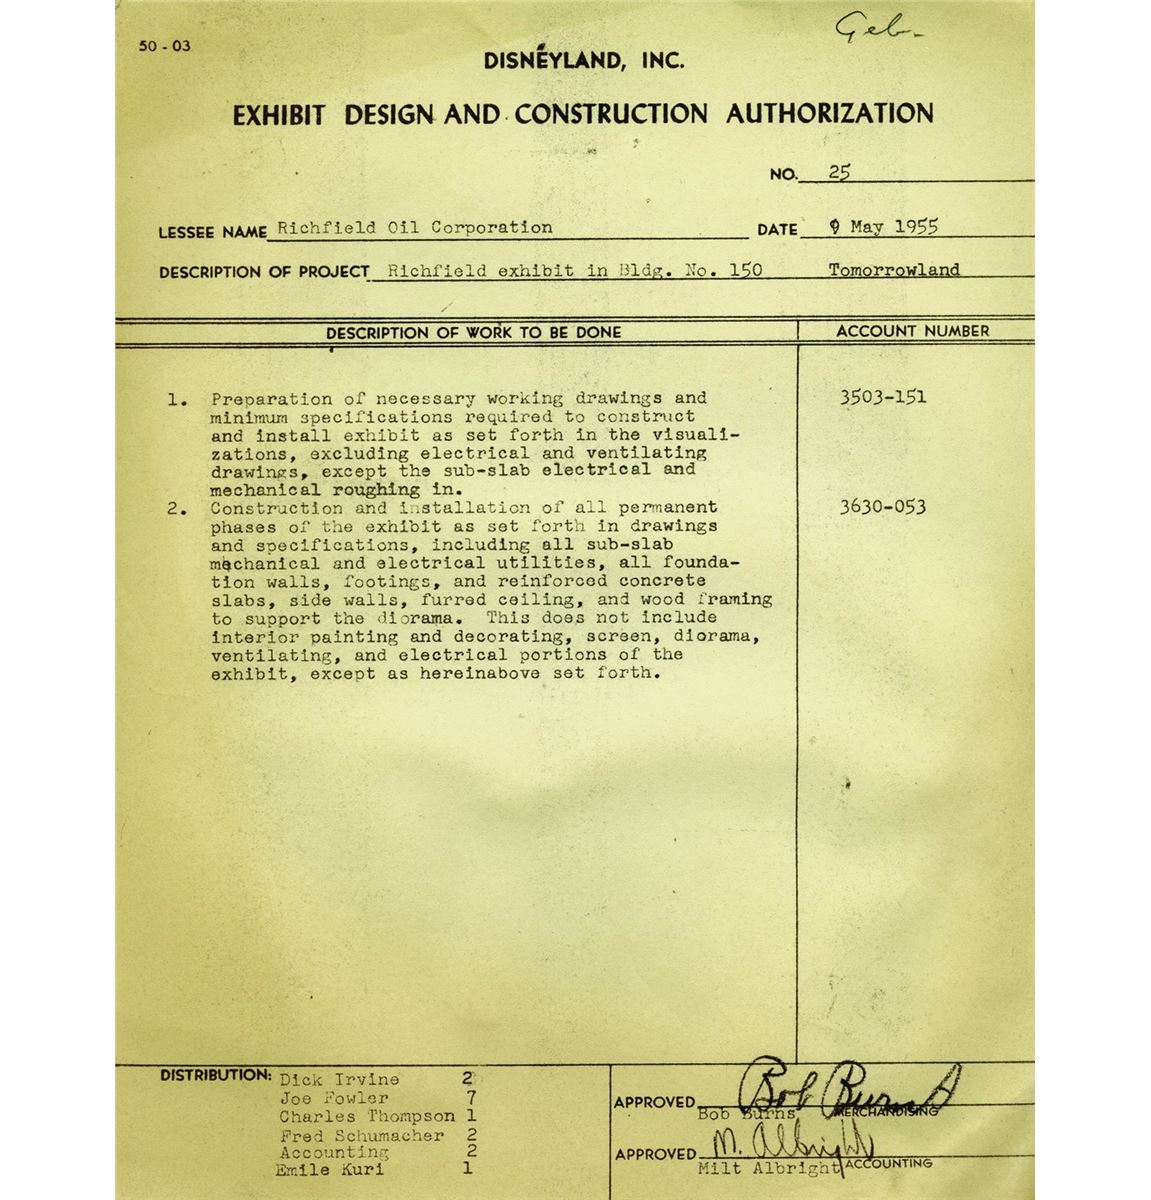 Geb.
50 - 03
DISNEYLAND, INC.
EXHIBIT DESIGN AND CONSTRUCTION AUTHORIZATION
NO. 25
LESSEE NAME Richfield Oil Corporation DATE 9 May 1955
DESCRIPTION OF PROJECT Richfield exhibit in Bldg. No. 150 Tomorrowland
DESCRIPTION OF WORK TO BE DONE ACCOUNT NUMBER
1. Preparation of necessary working drawings and 3503-151
minimum specifications required to construct
and install exhibit as set forth in the visuali-
zations, excluding electrical and ventilating
drawings, except the sub-slab electrical and
mechanical roughing in.
2. Construction and installation of all permanent 3630-053
phases of the exhibit as set forth in drawings
and specifications, including all sub-slab
mechanical and electrical utilities, all founda-
tion walls, footings, and reinforced concrete
slabs, side walls, furred ceiling, and wood framing
to support the diorama. This does not include
interior painting and decorating, screen, diorama,
ventilating, and electrical portions of the
exhibit, except as hereinabove set forth.
DISTRIBUTION: Dick Irvine 2
Joe Fowler 7
Charles Thompson 1
Fred Schumacher 2
Accounting 2
Emile Kuri 1
APPROVED Bob Burns
Bob Burns MERCHANDISING
APPROVED M. Albright
Milt Albright ACCOUNTING